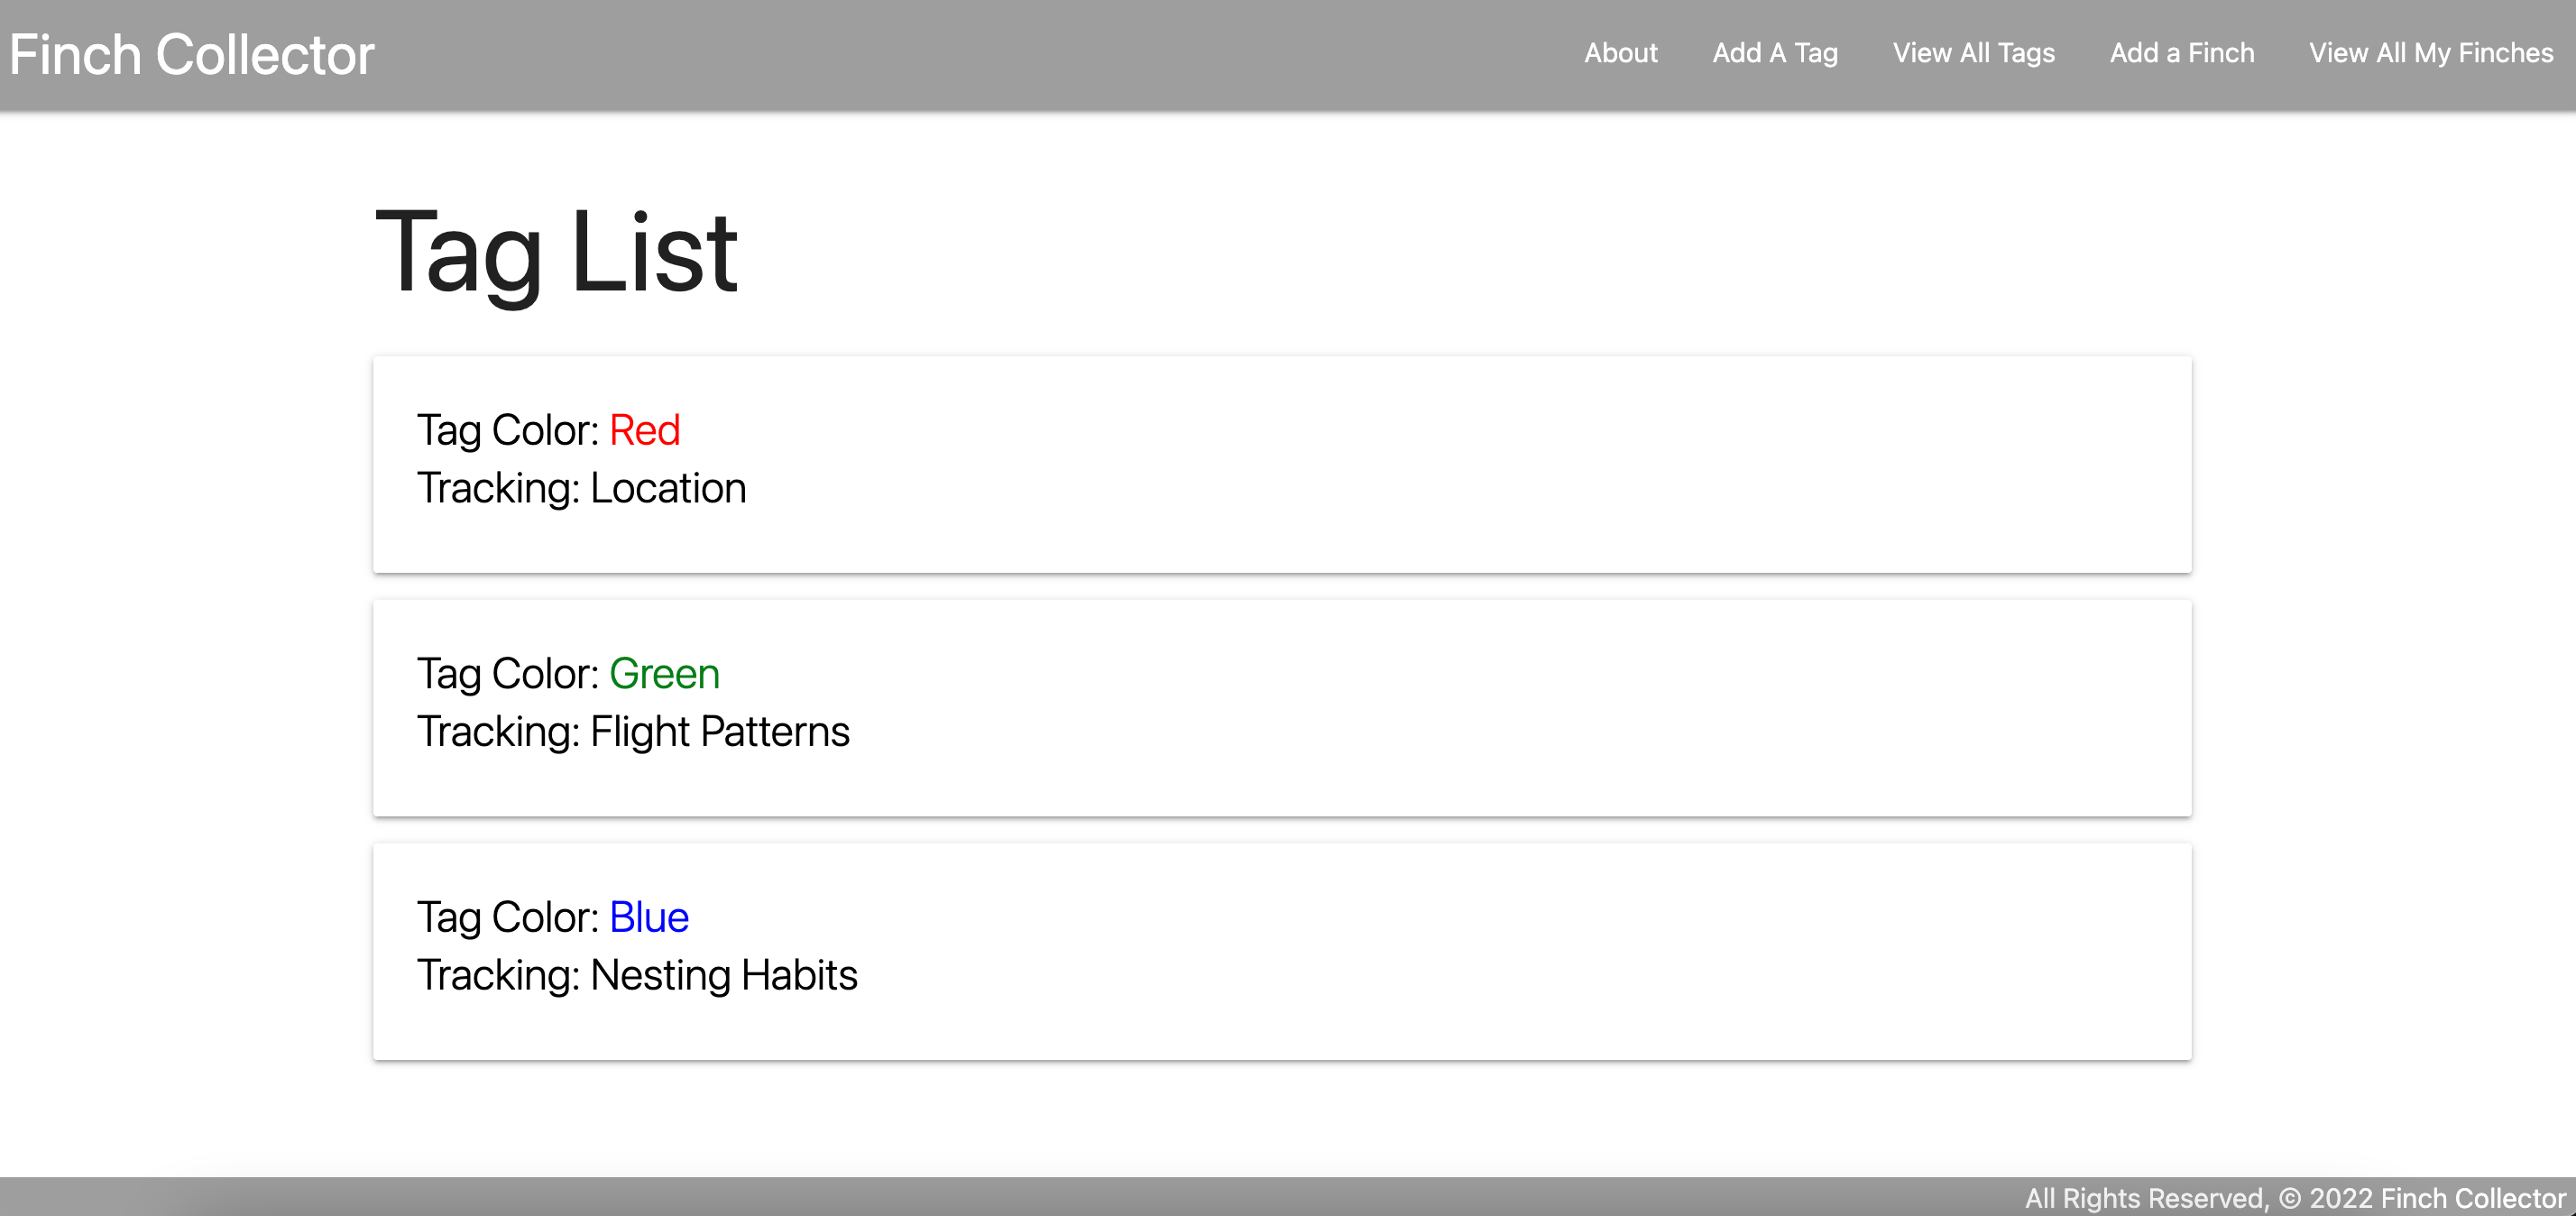 Finch Collector
About Add A Tag View All Tags Add a Finch View All My Finches
Tag List
Tag Color: Red
Tracking: Location
Tag Color: Green
Tracking: Flight Patterns
Tag Color: Blue
Tracking: Nesting Habits
All Rights Reserved, © 2022 Finch Collector